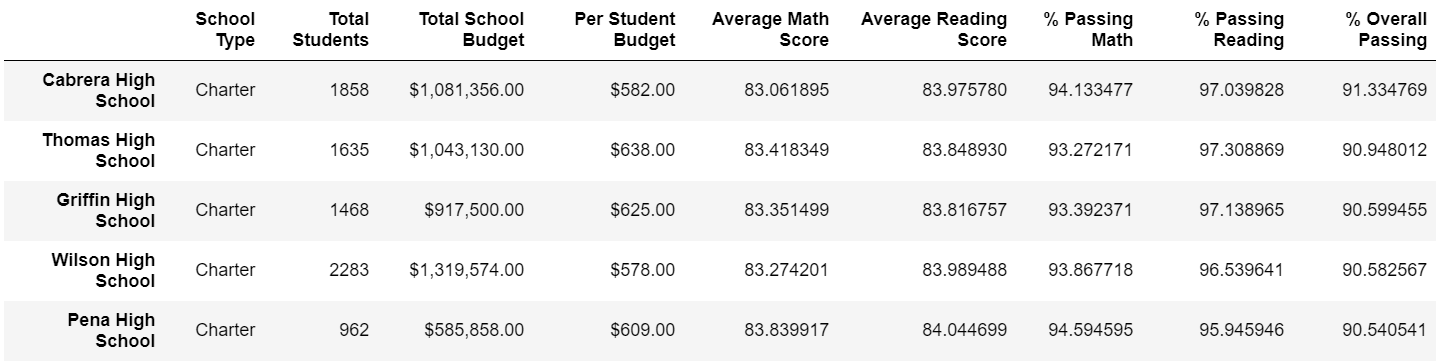 School Total Total School Per Student Average Math Average Reading % Passing % Passing % Overall
Type Students Budget Budget Score Score Math Reading Passing
Cabrera High
School Charter 1858 $1,081,356.00 $582.00 83.061895 83.975780 94.133477 97.039828 91.334769
Thomas High
School Charter 1635 $1,043,130.00 $638.00 83.418349 83.848930 93.272171 97.308869 90.948012
Griffin High
School Charter 1468 $917,500.00 $625.00 83.351499 83.816757 93.392371 97.138965 90.599455
Wilson High
School Charter 2283 $1,319,574.00 $578.00 83.274201 83.989488 93.867718 96.539641 90.582567
Pena High
School Charter 962 $585,858.00 $609.00 83.839917 84.044699 94.594595 95.945946 90.540541